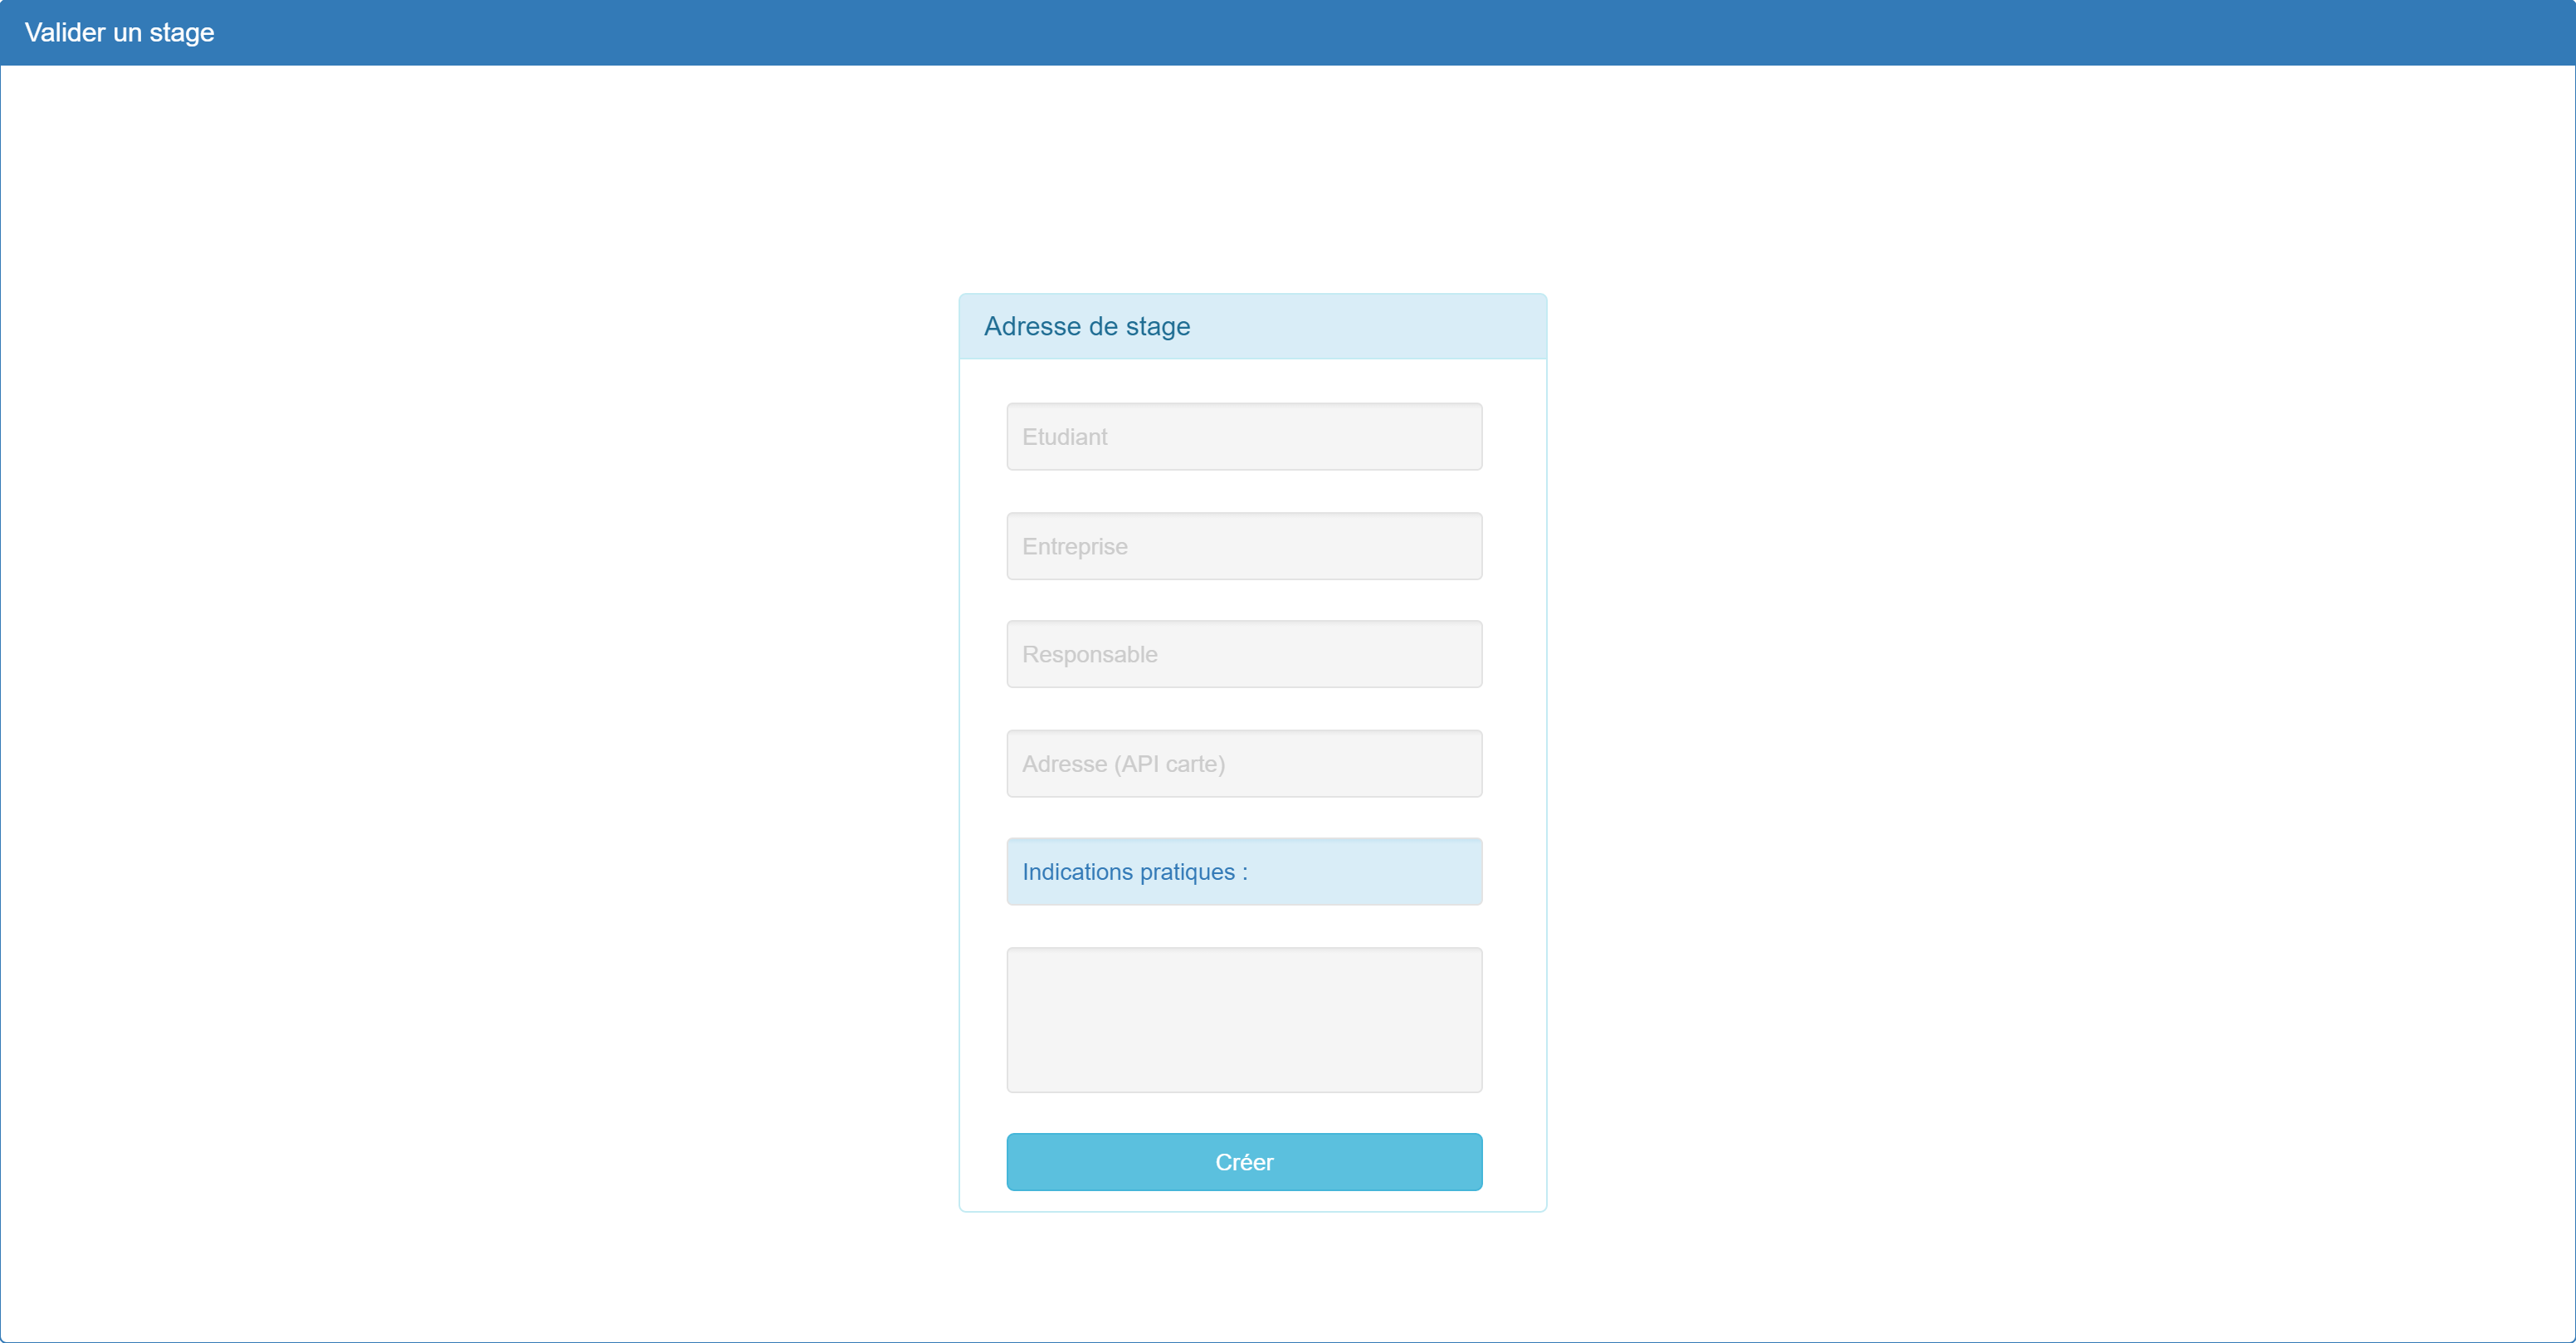 Valider un stage
Adresse de stage
Etudiant
Entreprise
Responsable
Adresse (API carte)
Indications pratiques :
Créer